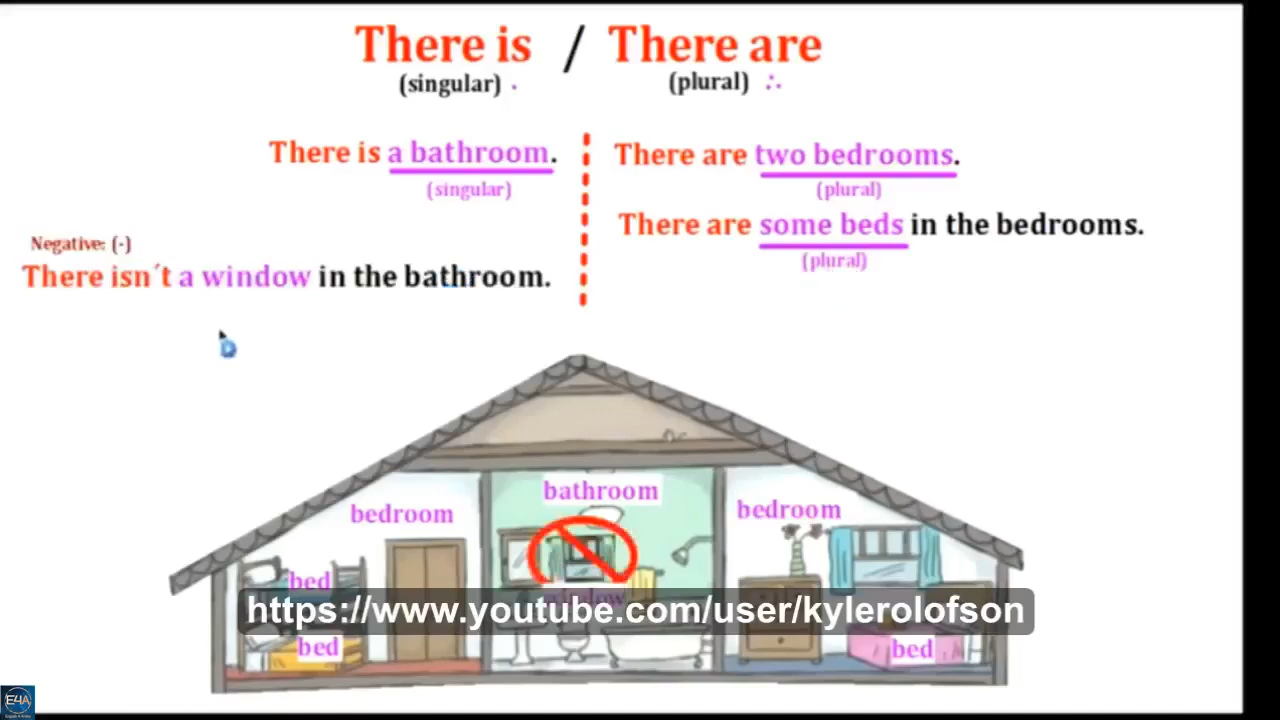 There is / There are
(singular) . (plural) ∴
There is a bathroom.
(singular)
There are two bedrooms.
(plural)
There are some beds in the bedrooms.
(plural)
Negative: (-)
There isn´t a window in the bathroom.
bathroom
bedroom
bedroom
bed
window
https://www.youtube.com/user/kylerolofson
bed
bed
E4A